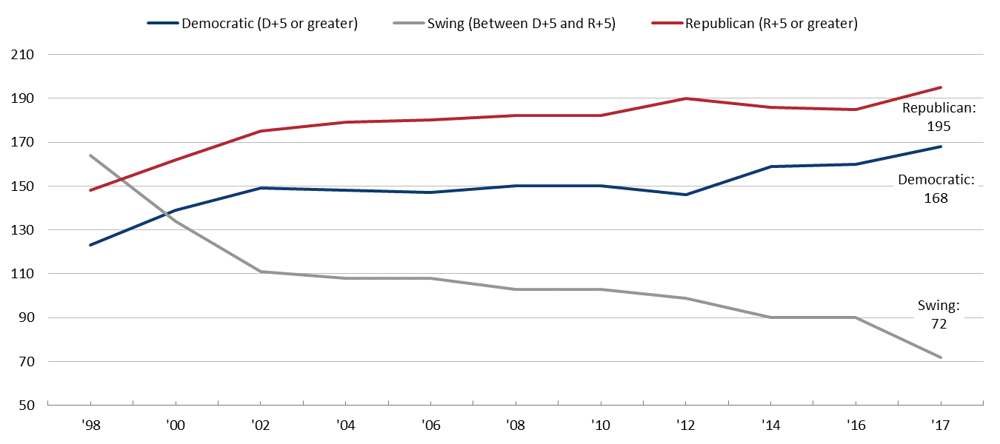 Democratic (D+5 or greater) Swing (Between D+5 and R+5) Republican (R+5 or greater)
210
190
170
150
130
110
90
70
50
Republican:
195
Democratic:
168
Swing:
72
'98 '00 '02 '04 '06 '08 '10 '12 '14 '16 '17